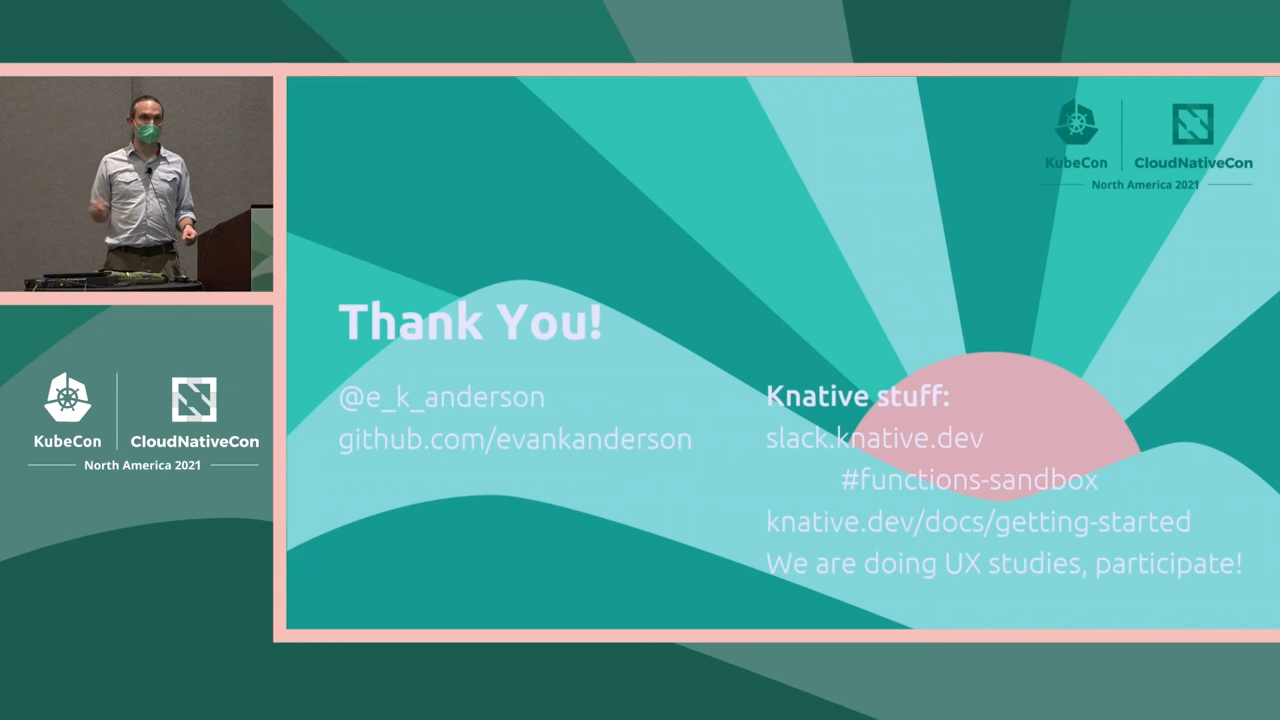 KubeCon
CloudNativeCon
North America 2021
Thank You!
@e_k_anderson
github.com/evankanderson
Knative stuff:
slack.knative.dev
#functions-sandbox
knative.dev/docs/getting-started
We are doing UX studies, participate!
KubeCon
CloudNativeCon
North America 2021